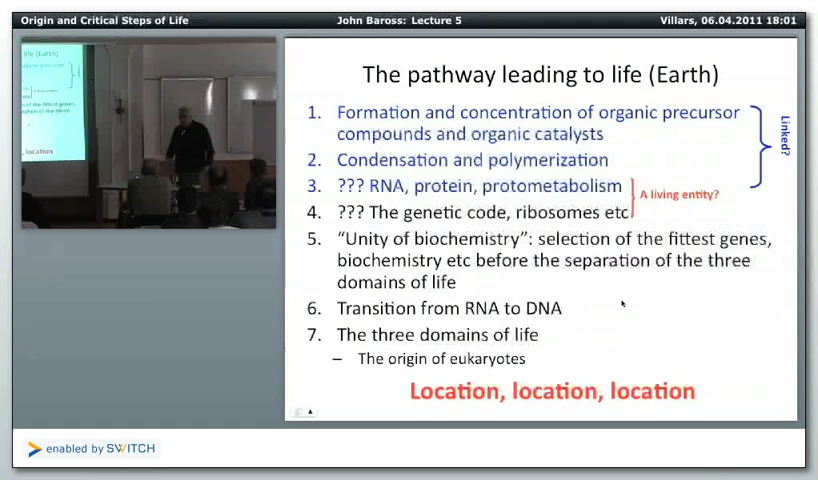 Origin and Critical Steps of Life
John Baross: Lecture 5
Villars, 06.04.2011 18:01
The pathway leading to life (Earth)
1. Formation and concentration of organic precursor
compounds and organic catalysts
2. Condensation and polymerization
3. ??? RNA, protein, protometabolism
4. ??? The genetic code, ribosomes etc
Linked?
A living entity?
5. “Unity of biochemistry”: selection of the fittest genes,
biochemistry etc before the separation of the three
domains of life
6. Transition from RNA to DNA
7. The three domains of life
– The origin of eukaryotes
Location, location, location
life (Earth)
, location
enabled by SWITCH